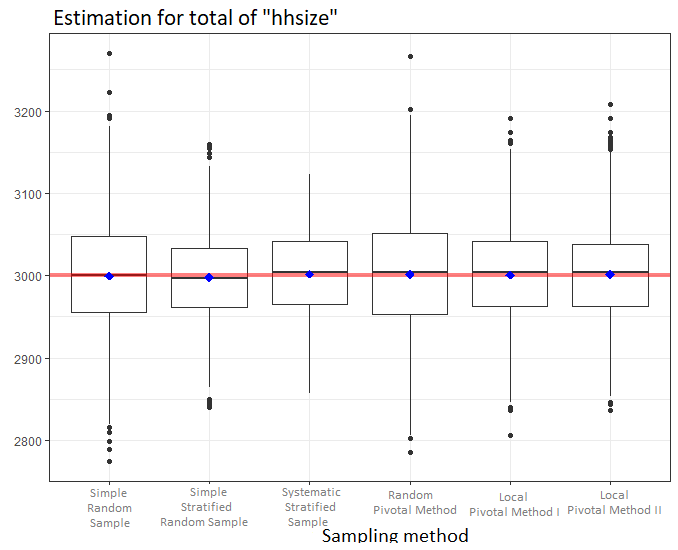 Estimation for total of "hhsize"
3200
3100
3000
2900
2800
Simple
Random
Sample
Simple
Stratified
Random Sample
Systematic
Stratified
Sample
Random
Pivotal Method
Local
Pivotal Method I
Local
Pivotal Method II
Sampling method